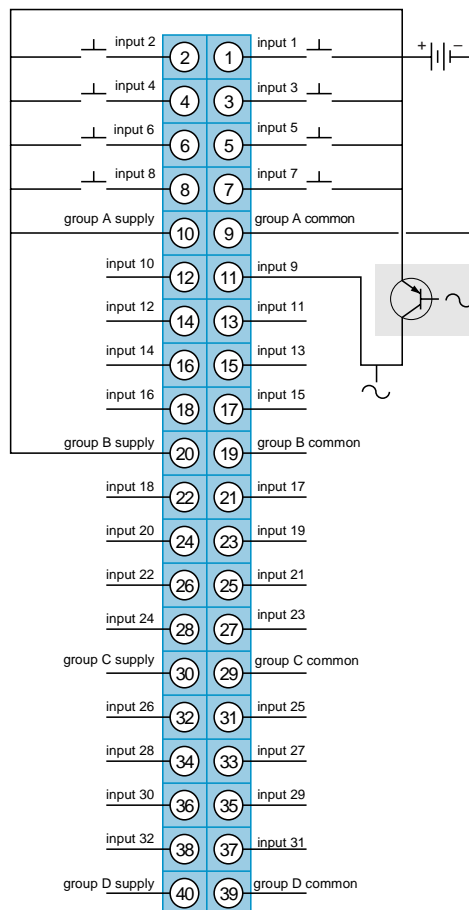 input 2 2 1 input 1 + −
input 4 4 3 input 3
input 6 6 5 input 5
input 8 8 7 input 7
group A supply 10 9 group A common
input 10 12 11 input 9
input 12 14 13 input 11
input 14 16 15 input 13
input 16 18 17 input 15
group B supply 20 19 group B common
input 18 22 21 input 17
input 20 24 23 input 19
input 22 26 25 input 21
input 24 28 27 input 23
group C supply 30 29 group C common
input 26 32 31 input 25
input 28 34 33 input 27
input 30 36 35 input 29
input 32 38 37 input 31
group D supply 40 39 group D common